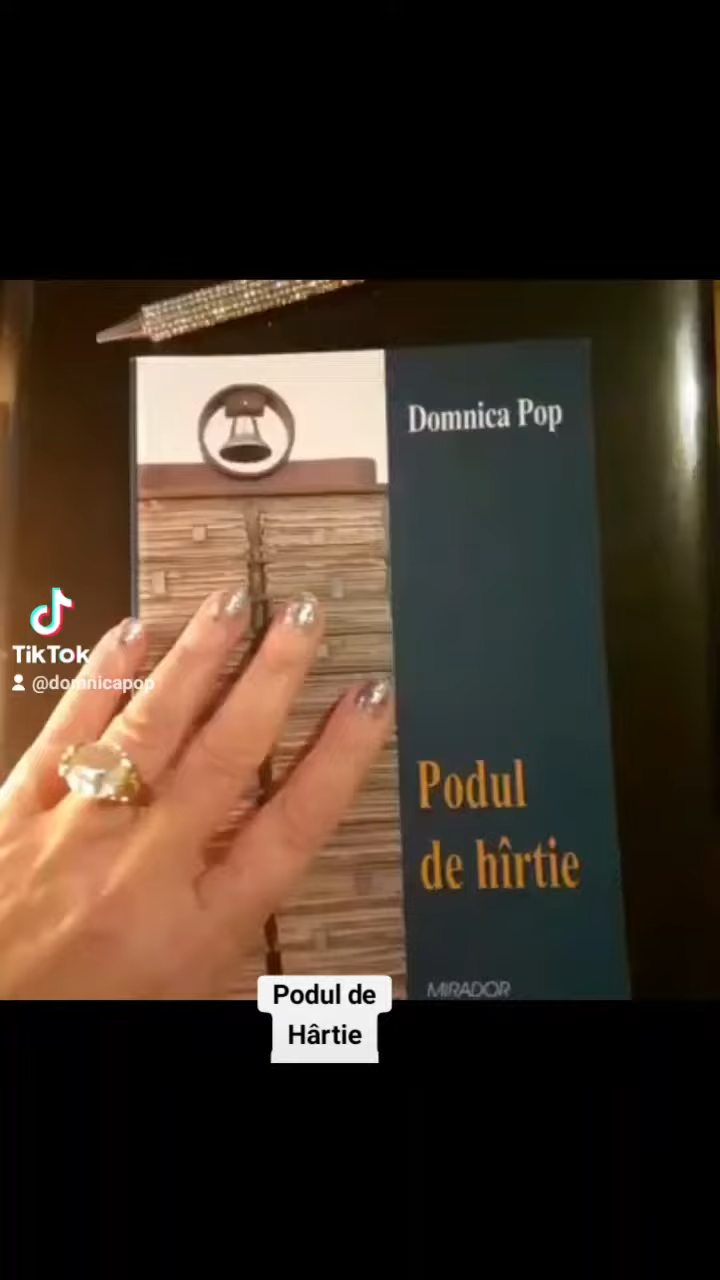 Domnica Pop
TikTok
@domnicapop
Podul
de hîrtie
MIRADOR
Podul de
Hârtie